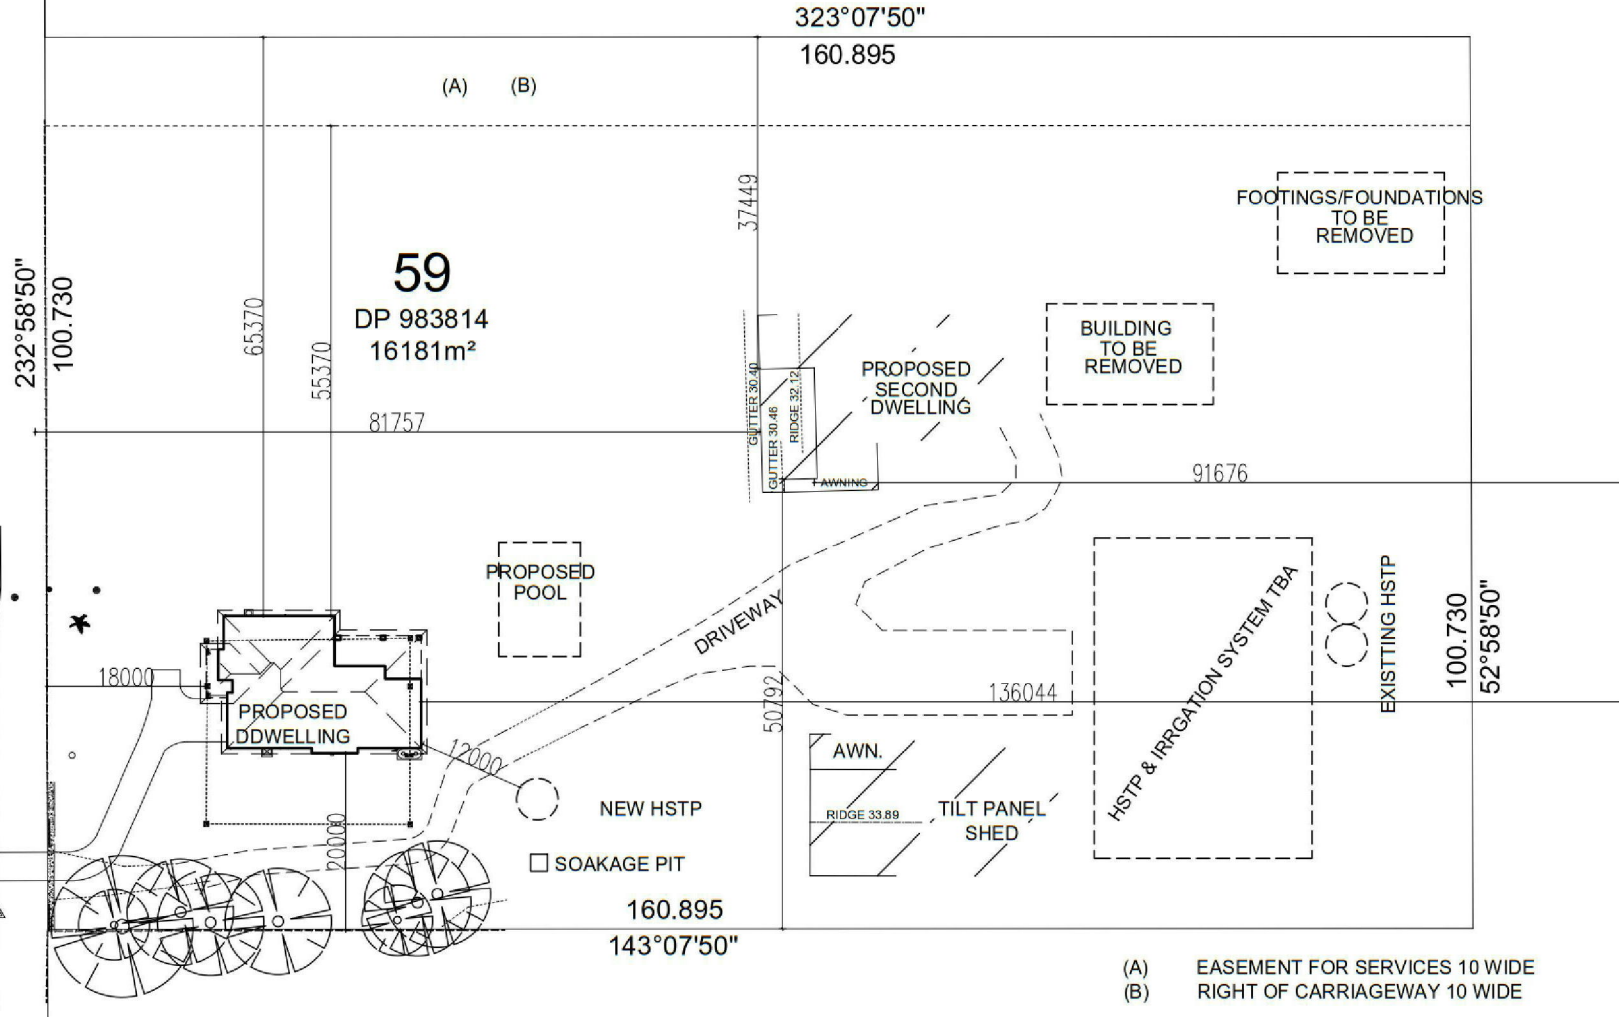 323°07'50"
160.895
(A) (B)
FOOTINGS/FOUNDATIONS
TO BE
REMOVED
37449
59
DP 983814
16181m²
232°58'50"
100.730
65370
55370
81757
BUILDING
TO BE
REMOVED
PROPOSED
SECOND
DWELLING
GUTTER 30.40
GUTTER 30.46
RIDGE 32.12
AWNING
91676
PROPOSED
POOL
DRIVEWAY
HSTP & IRRGATION SYSTEM TBA
EXISTTING HSTP
100.730
52°58'50"
18000
PROPOSED
DDWELLING
136044
50792
12000
20000
NEW HSTP
SOAKAGE PIT
AWN.
RIDGE 33.89
TILT PANEL
SHED
160.895
143°07'50"
(A) EASEMENT FOR SERVICES 10 WIDE
(B) RIGHT OF CARRIAGEWAY 10 WIDE